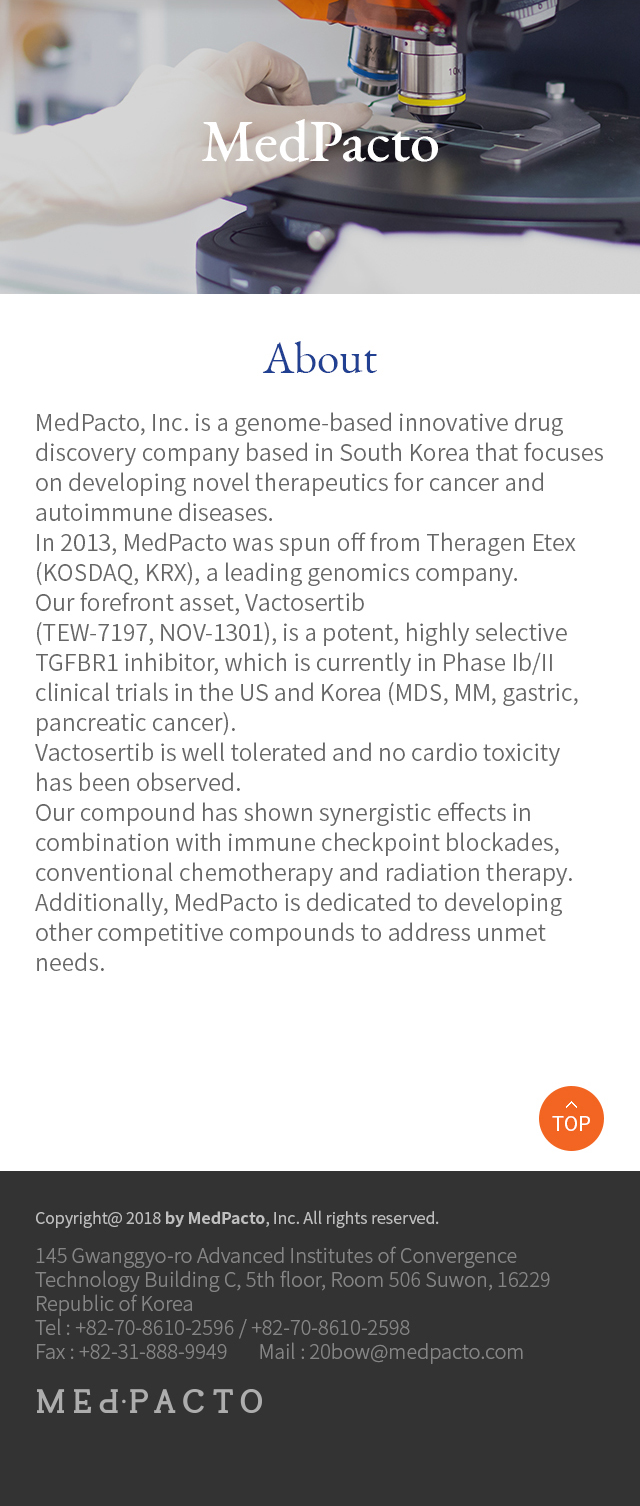 MedPacto
About
MedPacto, Inc. is a genome-based innovative drug
discovery company based in South Korea that focuses
on developing novel therapeutics for cancer and
autoimmune diseases.
In 2013, MedPacto was spun off from Theragen Etex
(KOSDAQ, KRX), a leading genomics company.
Our forefront asset, Vactosertib
(TEW-7197, NOV-1301), is a potent, highly selective
TGFBR1 inhibitor, which is currently in Phase Ib/II
clinical trials in the US and Korea (MDS, MM, gastric,
pancreatic cancer).
Vactosertib is well tolerated and no cardio toxicity
has been observed.
Our compound has shown synergistic effects in
combination with immune checkpoint blockades,
conventional chemotherapy and radiation therapy.
Additionally, MedPacto is dedicated to developing
other competitive compounds to address unmet
needs.
TOP
Copyright@ 2018 by MedPacto, Inc. All rights reserved.
145 Gwanggyo-ro Advanced Institutes of Convergence
Technology Building C, 5th floor, Room 506 Suwon, 16229
Republic of Korea
Tel : +82-70-8610-2596 / +82-70-8610-2598
Fax : +82-31-888-9949 Mail : 20bow@medpacto.com
MEd·PACTO